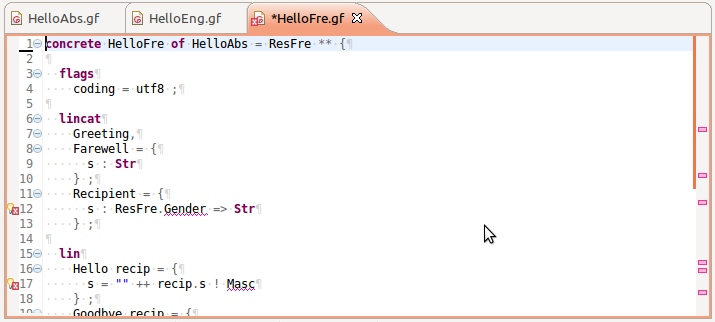 HelloAbs.gf HelloEng.gf *HelloFre.gf
1 concrete HelloFre of HelloAbs = ResFre ** {¶
2 ¶
3 flags¶
4 coding = utf8 ;¶
5 ¶
6 lincat¶
7 Greeting,¶
8 Farewell = {¶
9 s : Str¶
10 } ;¶
11 Recipient = {¶
12 s : ResFre.Gender => Str¶
13 } ;¶
14 ¶
15 lin¶
16 Hello recip = {¶
17 s = "" ++ recip.s ! Masc¶
18 } ;¶
19 Goodbye recip = {¶